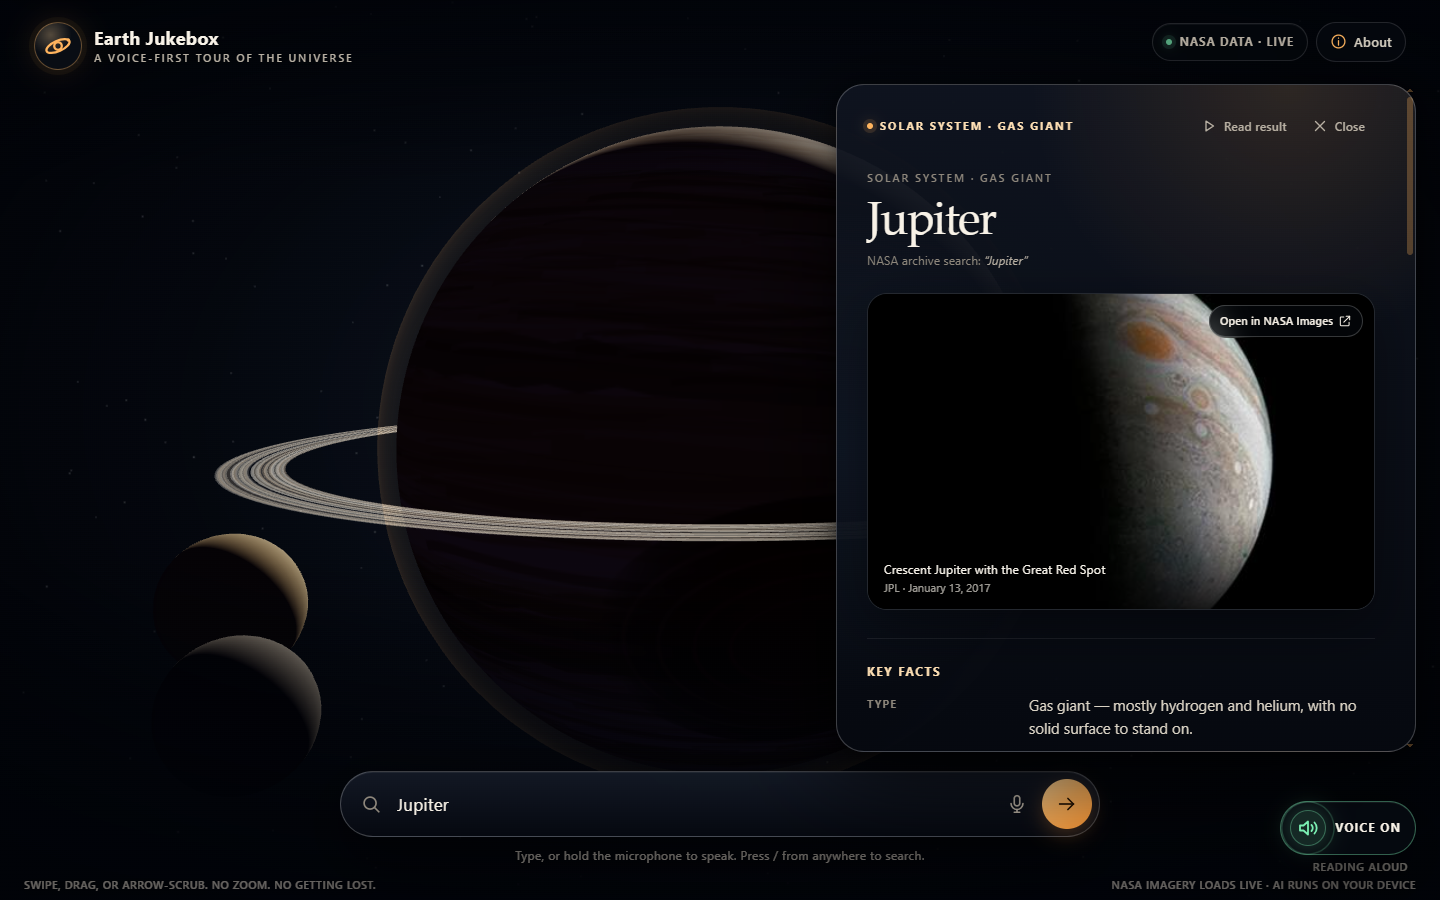 Earth Jukebox
A VOICE-FIRST TOUR OF THE UNIVERSE
NASA DATA · LIVE
About
SOLAR SYSTEM · GAS GIANT
Read result
Close
SOLAR SYSTEM · GAS GIANT
Jupiter
NASA archive search: “Jupiter”
Open in NASA Images
Crescent Jupiter with the Great Red Spot
JPL · January 13, 2017
KEY FACTS
TYPE
Gas giant — mostly hydrogen and helium, with no
solid surface to stand on.
Jupiter
VOICE ON
Type, or hold the microphone to speak. Press / from anywhere to search.
READING ALOUD
SWIPE, DRAG, OR ARROW-SCRUB. NO ZOOM. NO GETTING LOST.
NASA IMAGERY LOADS LIVE · AI RUNS ON YOUR DEVICE